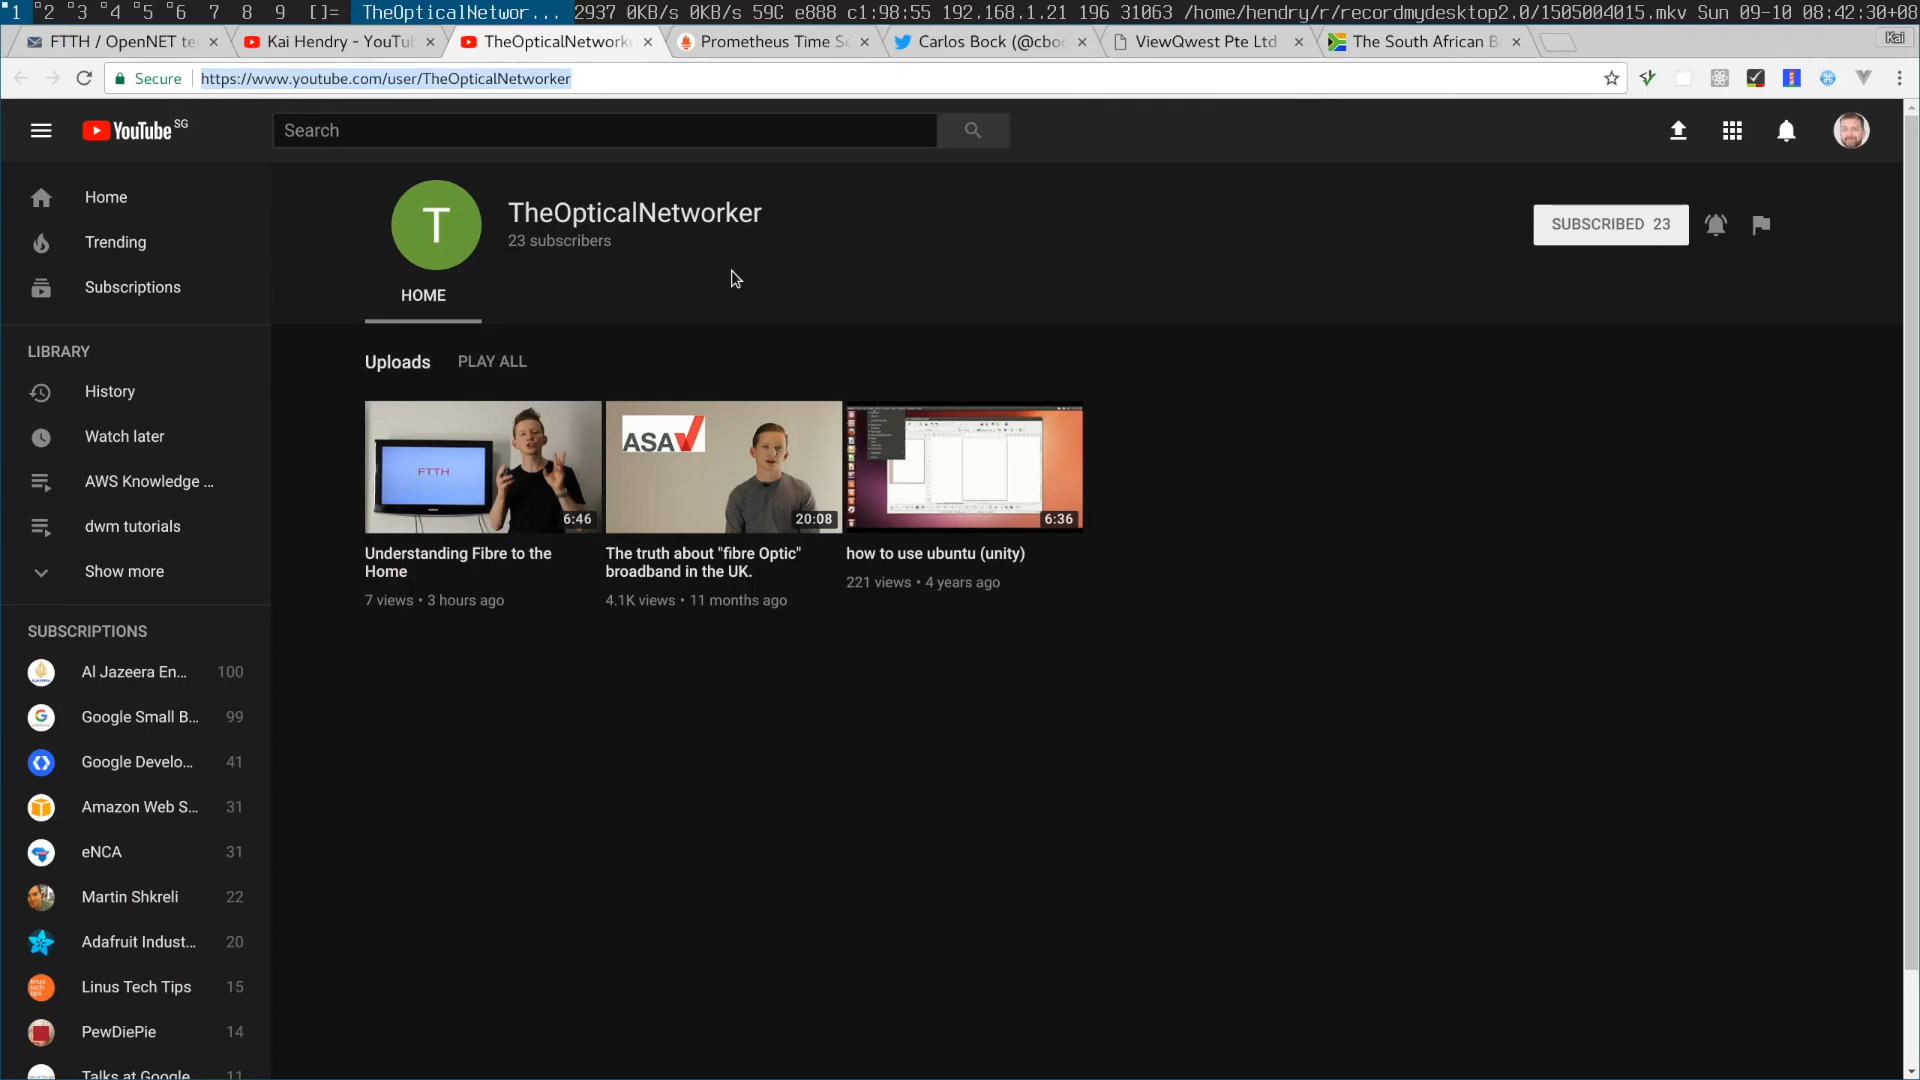 1 2 3 4 5 6 7 8 9 []= TheOpticalNetwor... 2937 0KB/s 0KB/s 59C e888 c1:98:55 192.168.1.21 196 31063 /home/hendry/r/recordmydesktop2.0/1505004015.mkv Sun 09-10 08:42:30+08
FTTH / OpenNET te Kai Hendry - YouTu TheOpticalNetworke Prometheus Time Se Carlos Bock (@cboc ViewQwest Pte Ltd The South African B Kai
Secure https://www.youtube.com/user/TheOpticalNetworker
YouTube SG Search
Home
Trending
Subscriptions
LIBRARY
History
Watch later
AWS Knowledge ...
dwm tutorials
Show more
SUBSCRIPTIONS
Al Jazeera En... 100
Google Small B... 99
Google Develo... 41
Amazon Web S... 31
eNCA 31
Martin Shkreli 22
Adafruit Indust... 20
Linus Tech Tips 15
PewDiePie 14
Talks at Google 11
T
TheOpticalNetworker
23 subscribers
SUBSCRIBED 23
HOME
Uploads PLAY ALL
FTTH
6:46
Understanding Fibre to the
Home
7 views • 3 hours ago
ASA
20:08
The truth about "fibre Optic"
broadband in the UK.
4.1K views • 11 months ago
6:36
how to use ubuntu (unity)
221 views • 4 years ago